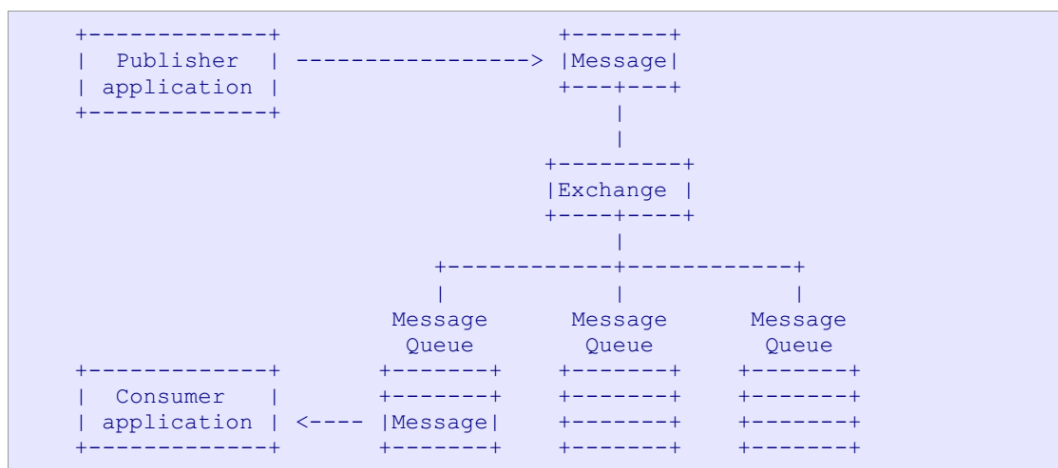 Publisher
application
Message
Exchange
Message Message Message
Queue Queue Queue
Consumer
application
Message